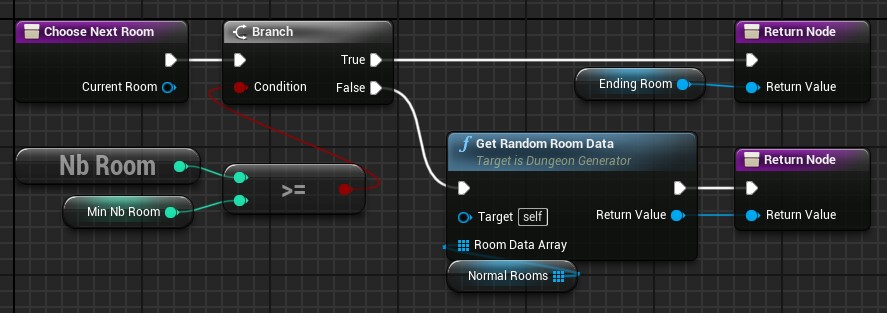 Choose Next Room
Current Room
Branch
True
Condition
False
Ending Room
Return Node
Return Value
Nb Room
Min Nb Room
>=
f Get Random Room Data
Target is Dungeon Generator
Target self
Return Value
Room Data Array
Normal Rooms
Return Node
Return Value